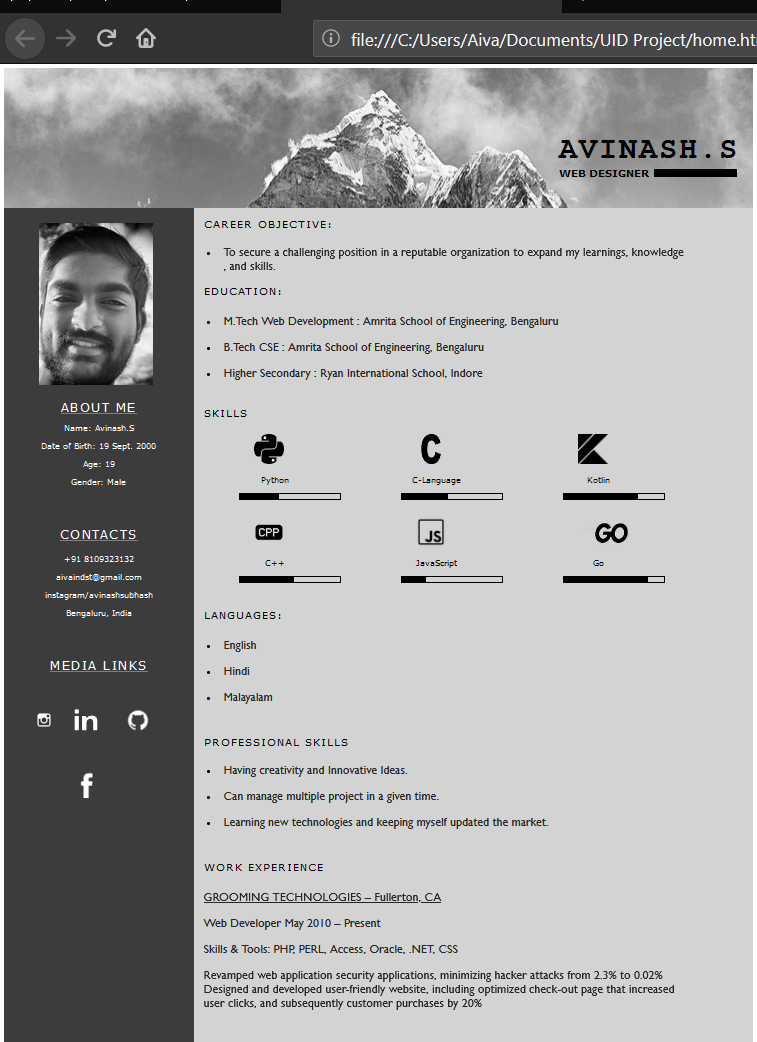 file:///C:/Users/Aiva/Documents/UID Project/home.ht
AVINASH.S
WEB DESIGNER
ABOUT ME
Name: Avinash.S
Date of Birth: 19 Sept. 2000
Age: 19
Gender: Male
CONTACTS
+91 8109323132
aivaindst@gmail.com
instagram/avinashsubhash
Bengaluru, India
MEDIA LINKS
in
f
CAREER OBJECTIVE:
• To secure a challenging position in a reputable organization to expand my learnings, knowledge
, and skills.
EDUCATION:
• M.Tech Web Development : Amrita School of Engineering, Bengaluru
• B.Tech CSE : Amrita School of Engineering, Bengaluru
• Higher Secondary : Ryan International School, Indore
SKILLS
C
Python C-Language Kotlin
CPP JS GO
C++ JavaScript Go
LANGUAGES:
• English
• Hindi
• Malayalam
PROFESSIONAL SKILLS
• Having creativity and Innovative Ideas.
• Can manage multiple project in a given time.
• Learning new technologies and keeping myself updated the market.
WORK EXPERIENCE
GROOMING TECHNOLOGIES – Fullerton, CA
Web Developer May 2010 – Present
Skills & Tools: PHP, PERL, Access, Oracle, .NET, CSS
Revamped web application security applications, minimizing hacker attacks from 2.3% to 0.02%
Designed and developed user-friendly website, including optimized check-out page that increased
user clicks, and subsequently customer purchases by 20%